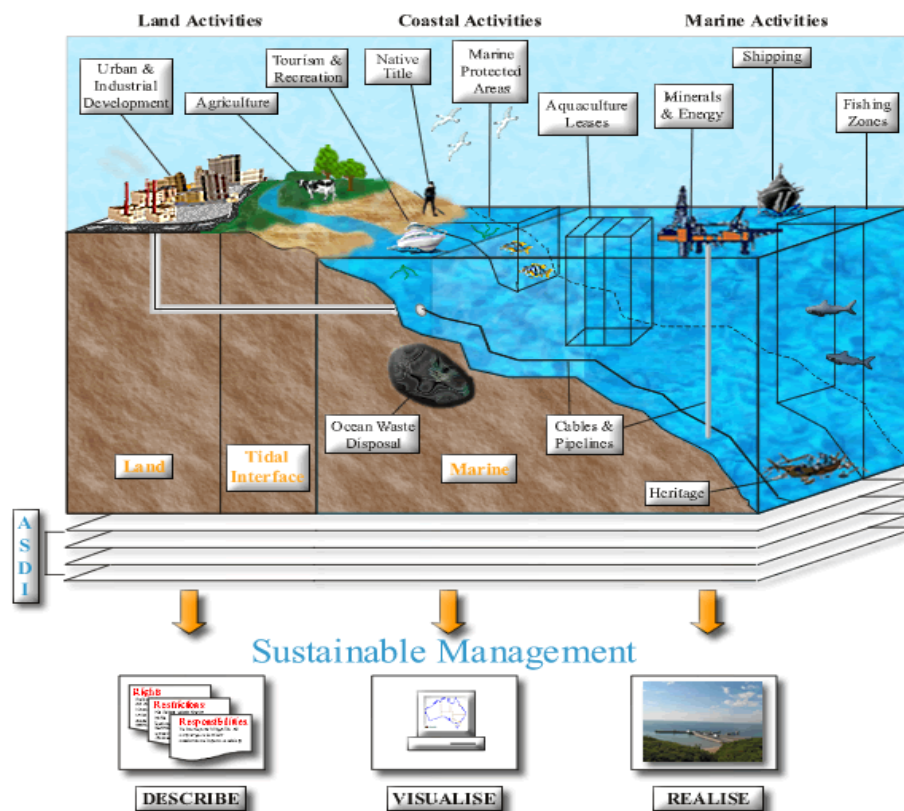 Land Activities
Coastal Activities
Marine Activities
Urban &
Industrial
Development
Agriculture
Tourism &
Recreation
Native
Title
Marine
Protected
Areas
Aquaculture
Leases
Minerals
& Energy
Shipping
Fishing
Zones
Ocean Waste
Disposal
Cables &
Pipelines
Heritage
Land
Tidal
Interface
Marine
A
S
D
I
Sustainable Management
Rights
Restrictions
Responsibilities
DESCRIBE
VISUALISE
REALISE